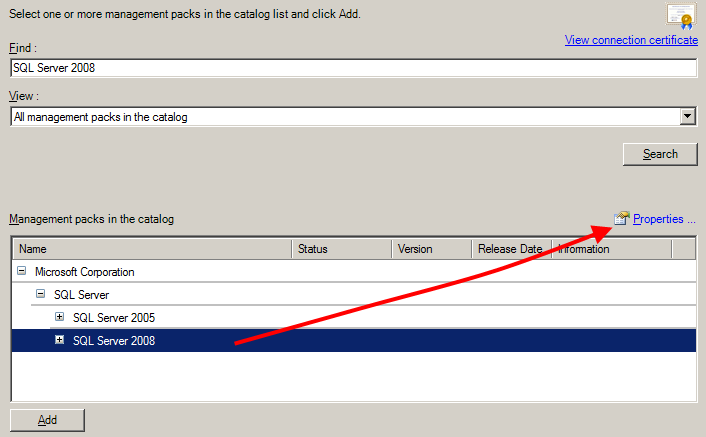 Select one or more management packs in the catalog list and click Add.
View connection certificate
Find :
SQL Server 2008
View :
All management packs in the catalog
Search
Management packs in the catalog
Properties ...
Name Status Version Release Date Information
Microsoft Corporation
SQL Server
SQL Server 2005
SQL Server 2008
Add